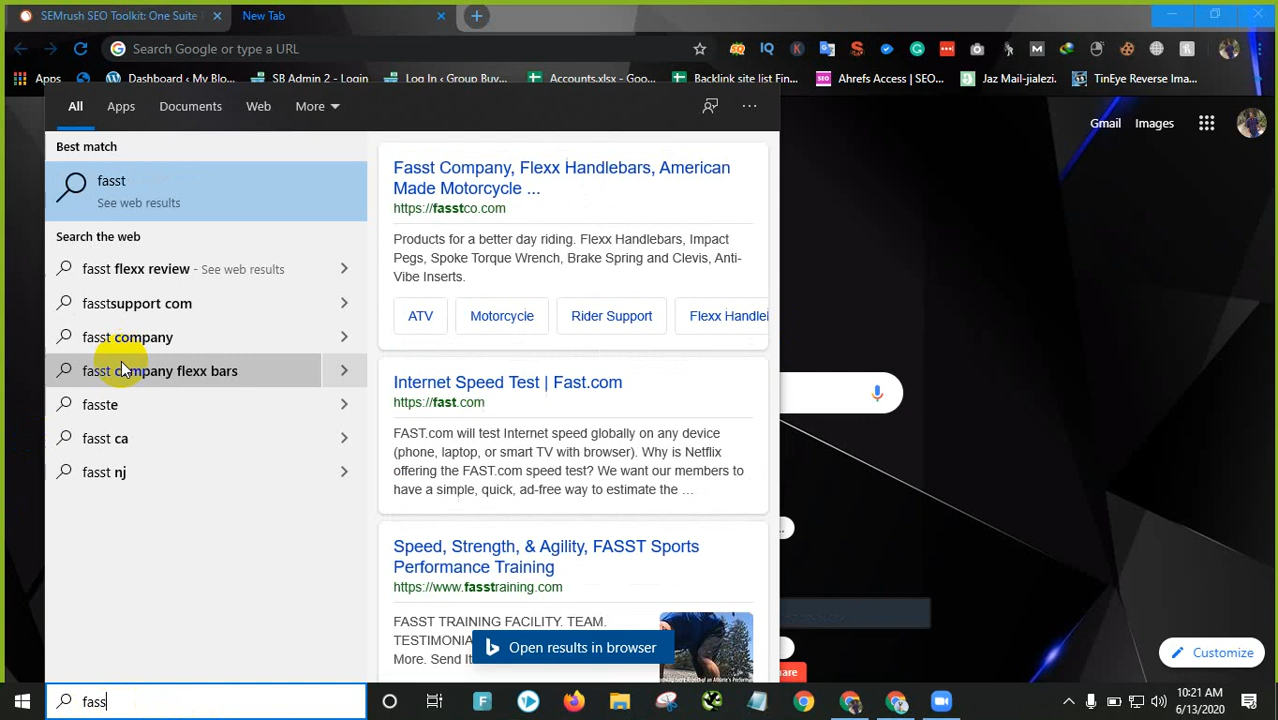 SEMrush SEO Toolkit: One Suite
New Tab
Search Google or type a URL
Apps
Dashboard ‹ My Blo...
SB Admin 2 - Login
Log In ‹ Group Buy...
Accounts.xlsx - Goo...
Backlink site list Fin...
Ahrefs Access | SEO...
Jaz Mail-jialezi.
TinEye Reverse Imag...
All
Apps
Documents
Web
More
Gmail
Images
Best match
fasst
See web results
Search the web
fasst flexx review - See web results
fasstsupport com
fasst company
fasst company flexx bars
fasste
fasst ca
fasst nj
Fasst Company, Flexx Handlebars, American
Made Motorcycle ...
https://fasstco.com
Products for a better day riding. Flexx Handlebars, Impact
Pegs, Spoke Torque Wrench, Brake Spring and Clevis, Anti-
Vibe Inserts.
ATV
Motorcycle
Rider Support
Flexx Handlel
Internet Speed Test | Fast.com
https://fast.com
FAST.com will test Internet speed globally on any device
(phone, laptop, or smart TV with browser). Why is Netflix
offering the FAST.com speed test? We want our members to
have a simple, quick, ad-free way to estimate the ...
Speed, Strength, & Agility, FASST Sports
Performance Training
https://www.fasstraining.com
FASST TRAINING FACILITY. TEAM.
TESTIMONIA
More. Send It
Open results in browser
Customize
fass
10:21 AM
6/13/2020